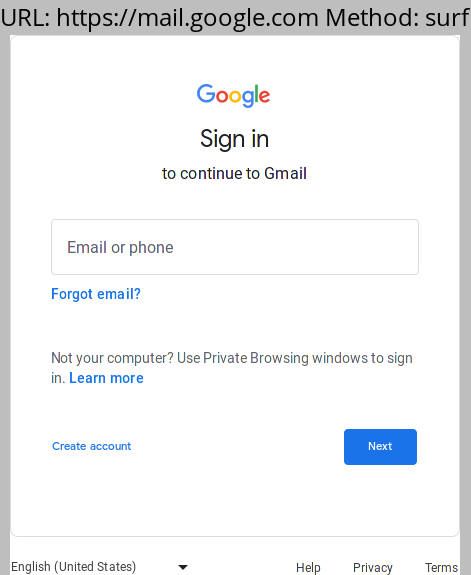 URL: https://mail.google.com Method: surf
Google
Sign in
to continue to Gmail
Email or phone
Forgot email?
Not your computer? Use Private Browsing windows to sign
in. Learn more
Create account Next
English (United States) Help Privacy Terms